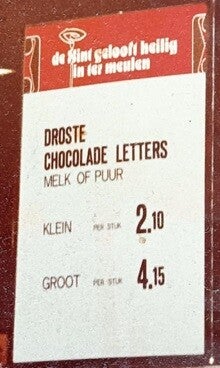 de Sint gelooft heilig
in ter meulen
DROSTE
CHOCOLADE LETTERS
MELK OF PUUR
KLEIN PER STUK 2.10
GROOT PER STUK 4.15